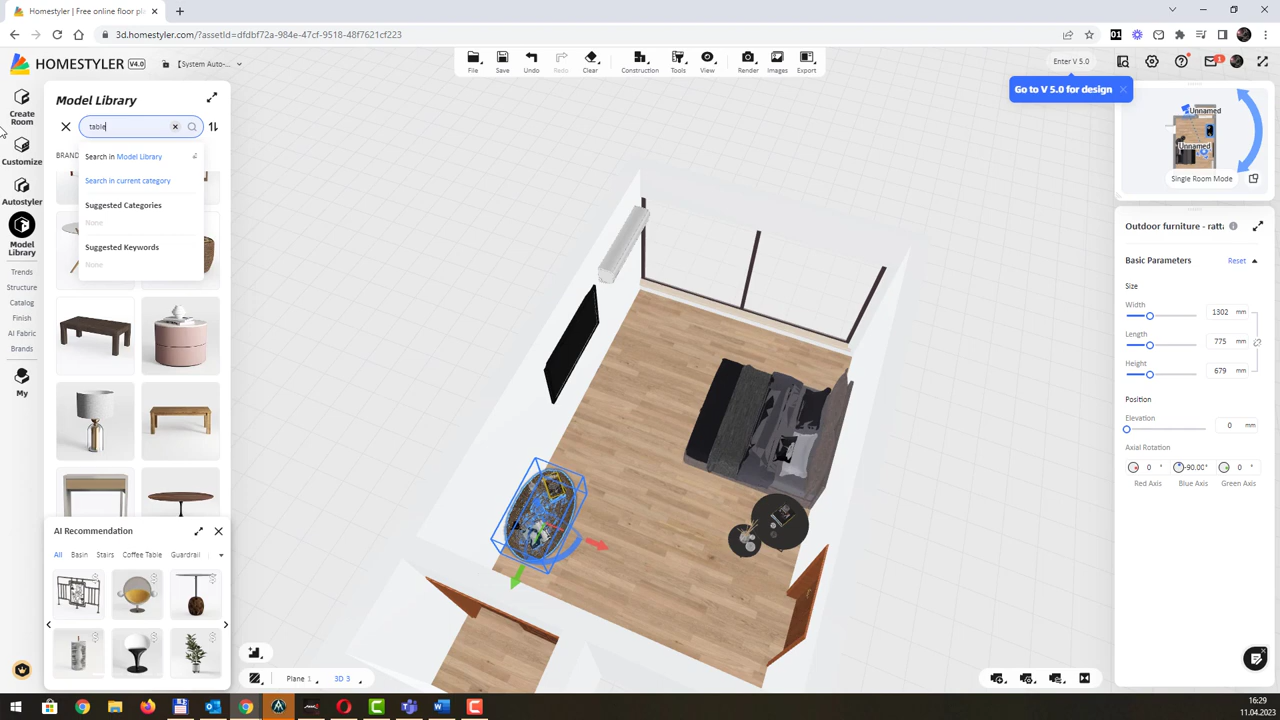 Homestyler | Free online floor pla
3d.homestyler.com/?assetId=dfdbf72a-984e-47cf-9518-48f7621cf223
HOMESTYLER V4.0
[System Auto-...
File
Save
Undo
Redo
Clear
Construction
Tools
View
Render
Images
Export
Enter V 5.0
1
Go to V 5.0 for design
Create Room
Customize
Autostyler
Model Library
Trends
Structure
Catalog
Finish
AI Fabric
Brands
My
Model Library
table
BRAND
Search in Model Library
Search in current category
Suggested Categories
None
Suggested Keywords
None
AI Recommendation
All Basin Stairs Coffee Table Guardrail
Unnamed
Unnamed
Single Room Mode
Outdoor furniture - ratta
Basic Parameters Reset
Size
Width
1302 mm
Length
775 mm
Height
679 mm
Position
Elevation
0 mm
Axial Rotation
0 ° -90.00° 0 °
Red Axis Blue Axis Green Axis
Plane 1 3D 3
16:29
11.04.2023